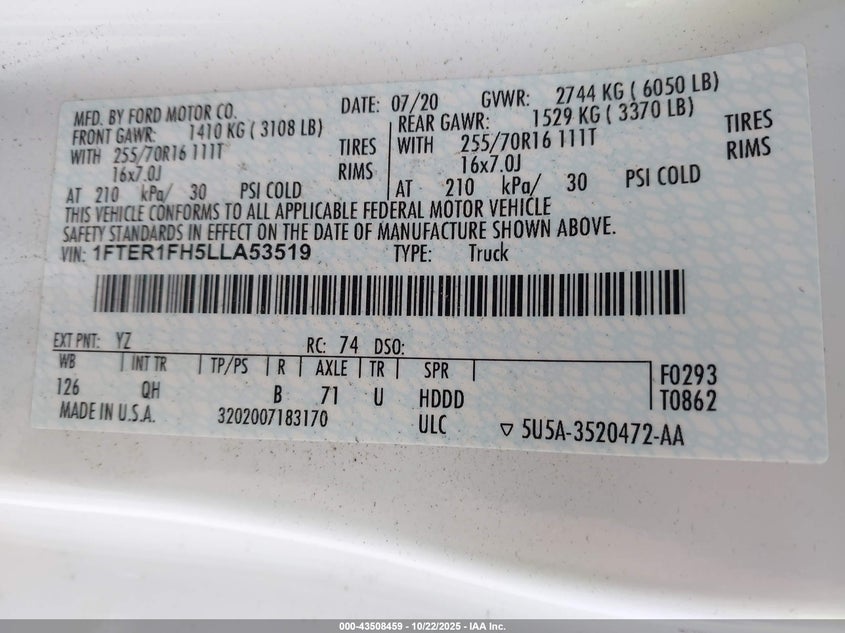 MFD. BY FORD MOTOR CO. DATE: 07/20 GVWR: 2744 KG ( 6050 LB)
FRONT GAWR: 1410 KG ( 3108 LB) REAR GAWR: 1529 KG ( 3370 LB)
WITH 255/70R16 111T TIRES WITH 255/70R16 111T TIRES
16x7.0J RIMS 16x7.0J RIMS
AT 210 kPa/ 30 PSI COLD AT 210 kPa/ 30 PSI COLD
THIS VEHICLE CONFORMS TO ALL APPLICABLE FEDERAL MOTOR VEHICLE
SAFETY STANDARDS IN EFFECT ON THE DATE OF MANUFACTURE SHOWN ABOVE.
VIN: 1FTER1FH5LLA53519 TYPE: Truck
EXT PNT: YZ RC: 74 DSO:
WB INT TR TP/PS R AXLE TR SPR F0293
126 QH B 71 U HDDD T0862
MADE IN U.S.A. 3202007183170 ULC ▽ 5U5A-3520472-AA
000-43508459 - 10/22/2025 - IAA Inc.